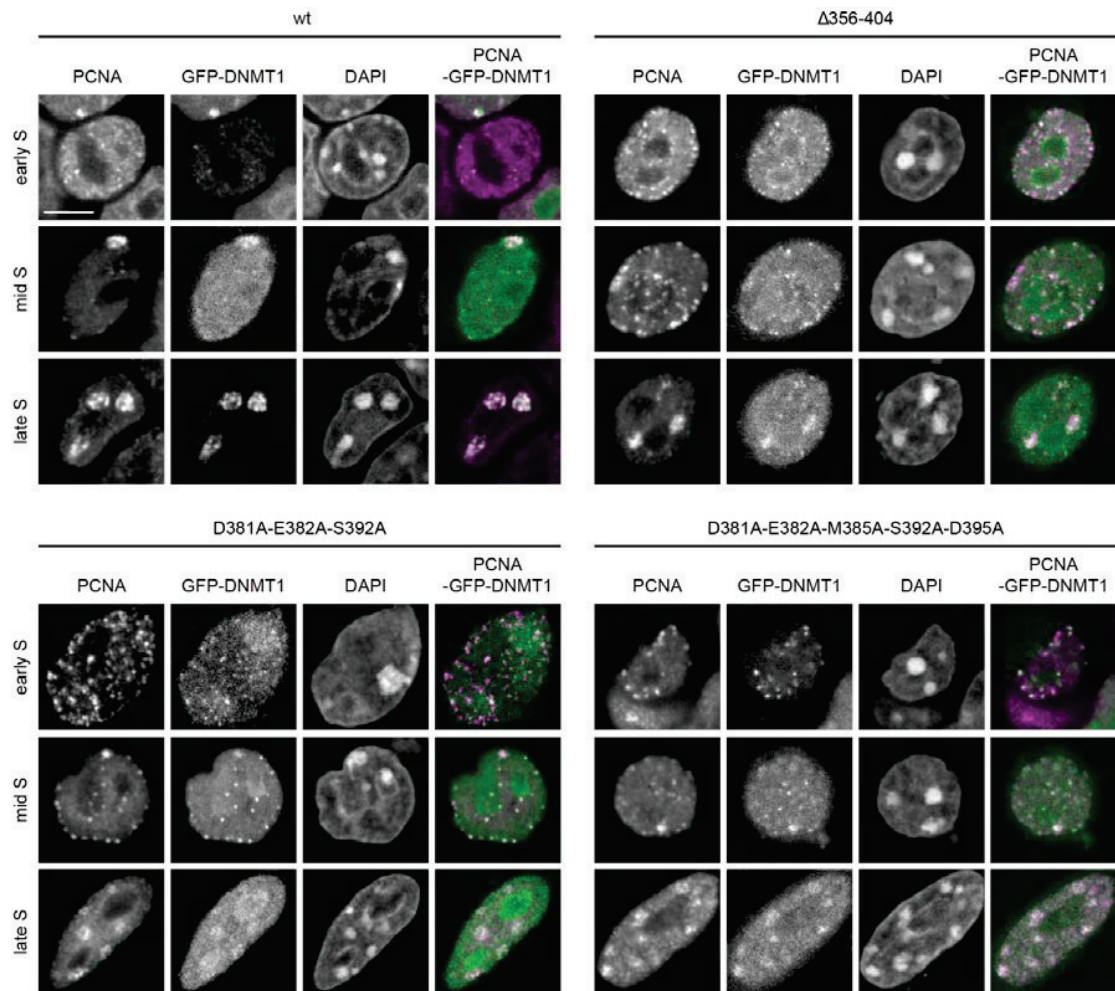 wt
PCNA GFP-DNMT1 DAPI PCNA
-GFP-DNMT1
early S
mid S
late S
Δ356-404
PCNA GFP-DNMT1 DAPI PCNA
-GFP-DNMT1
D381A-E382A-S392A
PCNA GFP-DNMT1 DAPI PCNA
-GFP-DNMT1
early S
mid S
late S
D381A-E382A-M385A-S392A-D395A
PCNA GFP-DNMT1 DAPI PCNA
-GFP-DNMT1